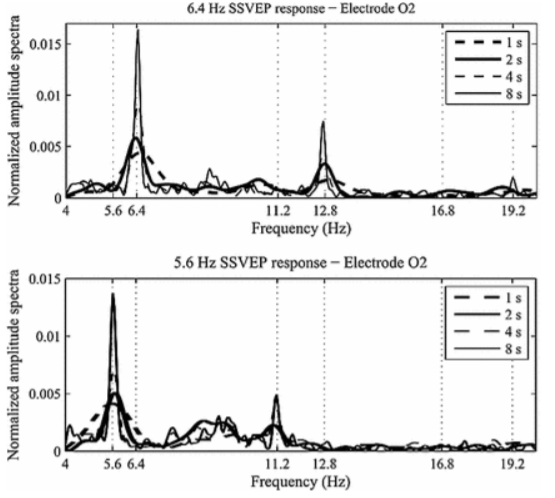 6.4 Hz SSVEP response − Electrode O2
Normalized amplitude spectra
0.015
0.01
0.005
0
1 s
2 s
4 s
8 s
4 5.6 6.4 11.2 12.8 16.8 19.2
Frequency (Hz)
5.6 Hz SSVEP response − Electrode O2
Normalized amplitude spectra
0.015
0.01
0.005
0
1 s
2 s
4 s
8 s
4 5.6 6.4 11.2 12.8 16.8 19.2
Frequency (Hz)